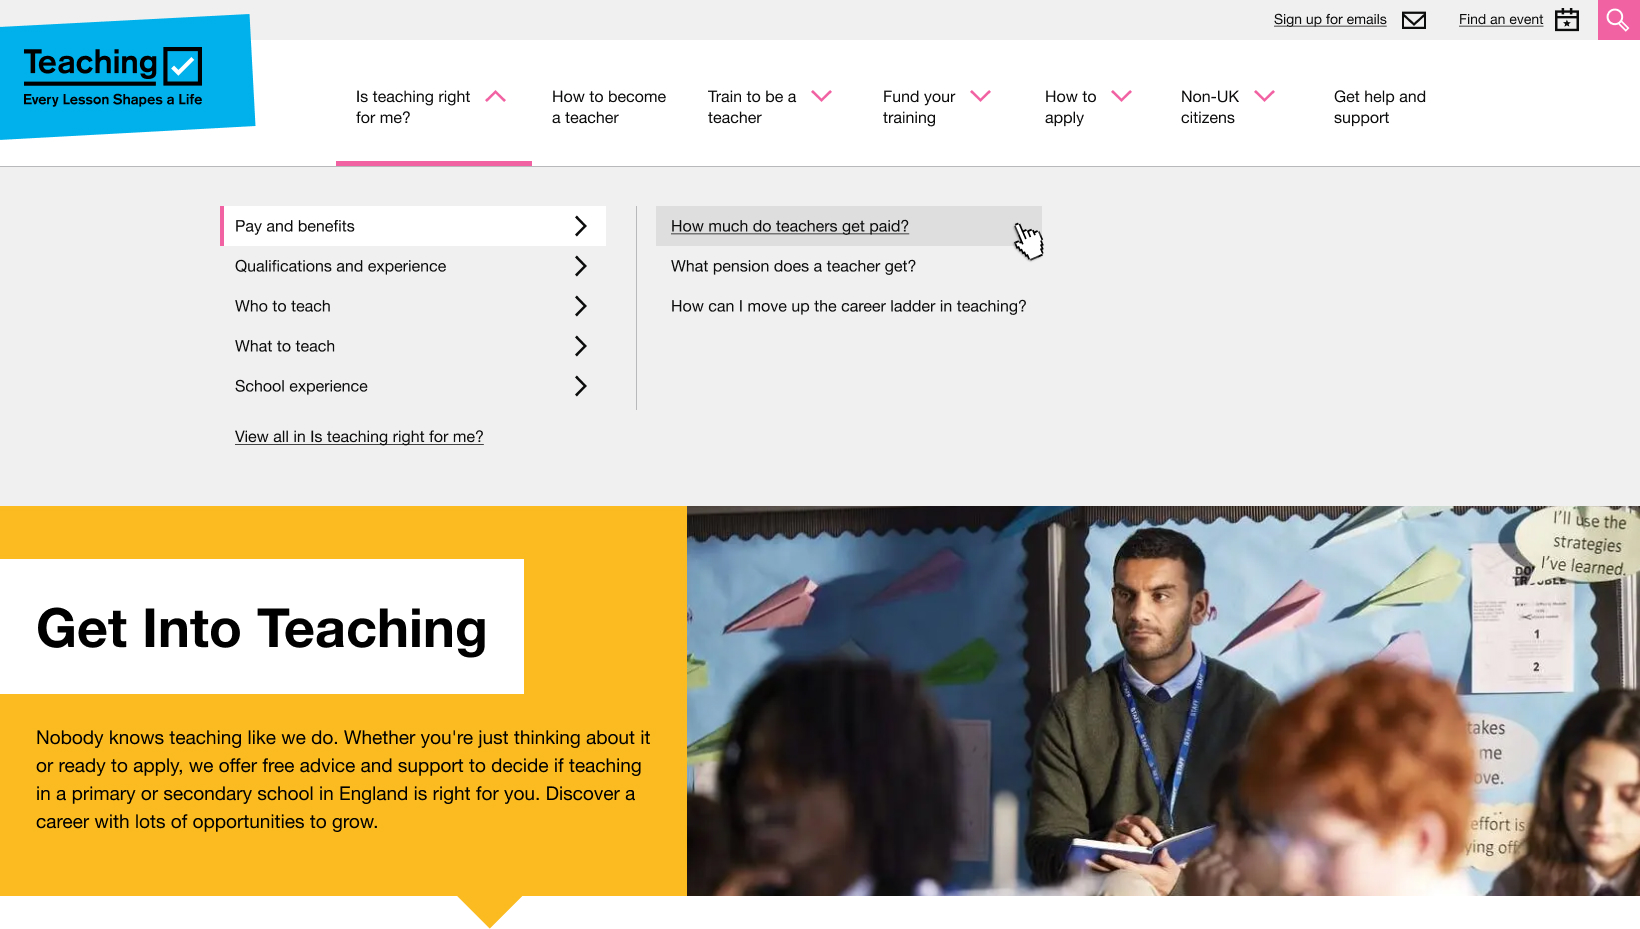 Sign up for emails
Find an event
Teaching
Every Lesson Shapes a Life
Is teaching right
for me?
How to become
a teacher
Train to be a
teacher
Fund your
training
How to
apply
Non-UK
citizens
Get help and
support
Pay and benefits
Qualifications and experience
Who to teach
What to teach
School experience
View all in Is teaching right for me?
How much do teachers get paid?
What pension does a teacher get?
How can I move up the career ladder in teaching?
Get Into Teaching
Nobody knows teaching like we do. Whether you're just thinking about it
or ready to apply, we offer free advice and support to decide if teaching
in a primary or secondary school in England is right for you. Discover a
career with lots of opportunities to grow.
I'll use the
strategies
I've learned.
1
2
takes
me
effort is
off
STAFF
STAFF
STAFF
STAFF